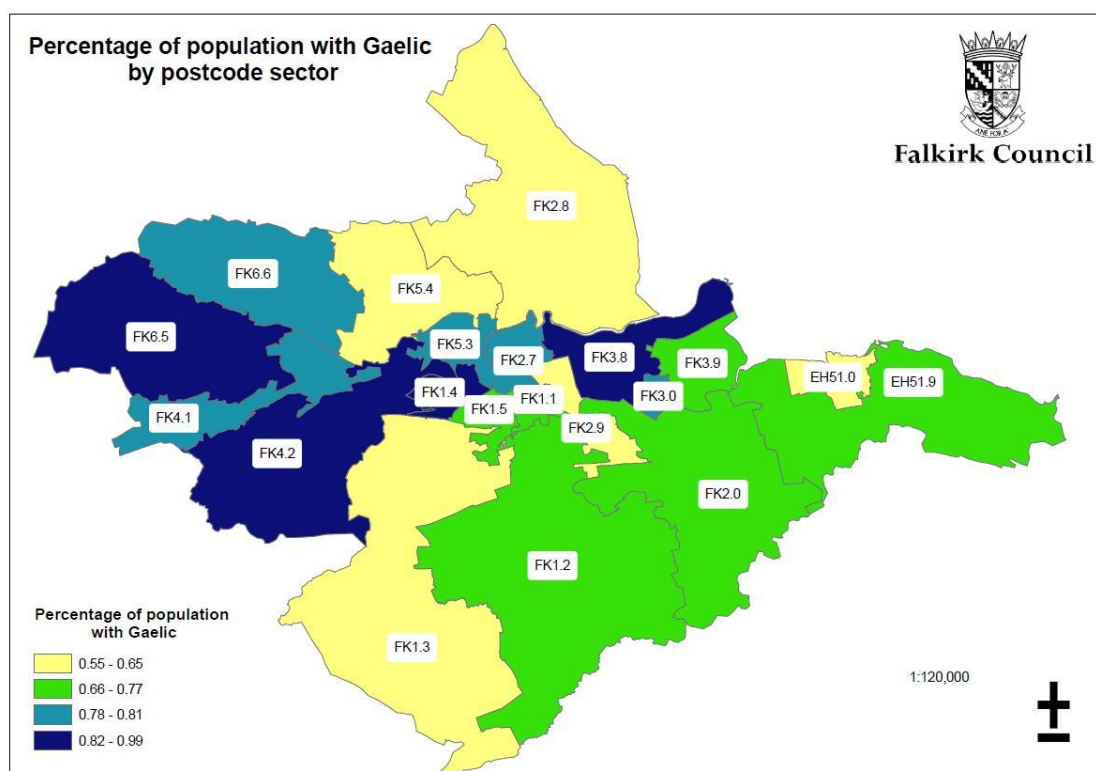 Percentage of population with Gaelic
by postcode sector
ANE FOR A
Falkirk Council
FK2.8
FK6.6
FK5.4
FK6.5
FK5.3
FK2.7
FK3.8
FK3.9
EH51.0
EH51.9
FK1.4
FK1.1
FK3.0
FK4.1
FK1.5
FK2.9
FK4.2
FK2.0
FK1.2
FK1.3
Percentage of population
with Gaelic
0.55 - 0.65
0.66 - 0.77
0.78 - 0.81
0.82 - 0.99
1:120,000